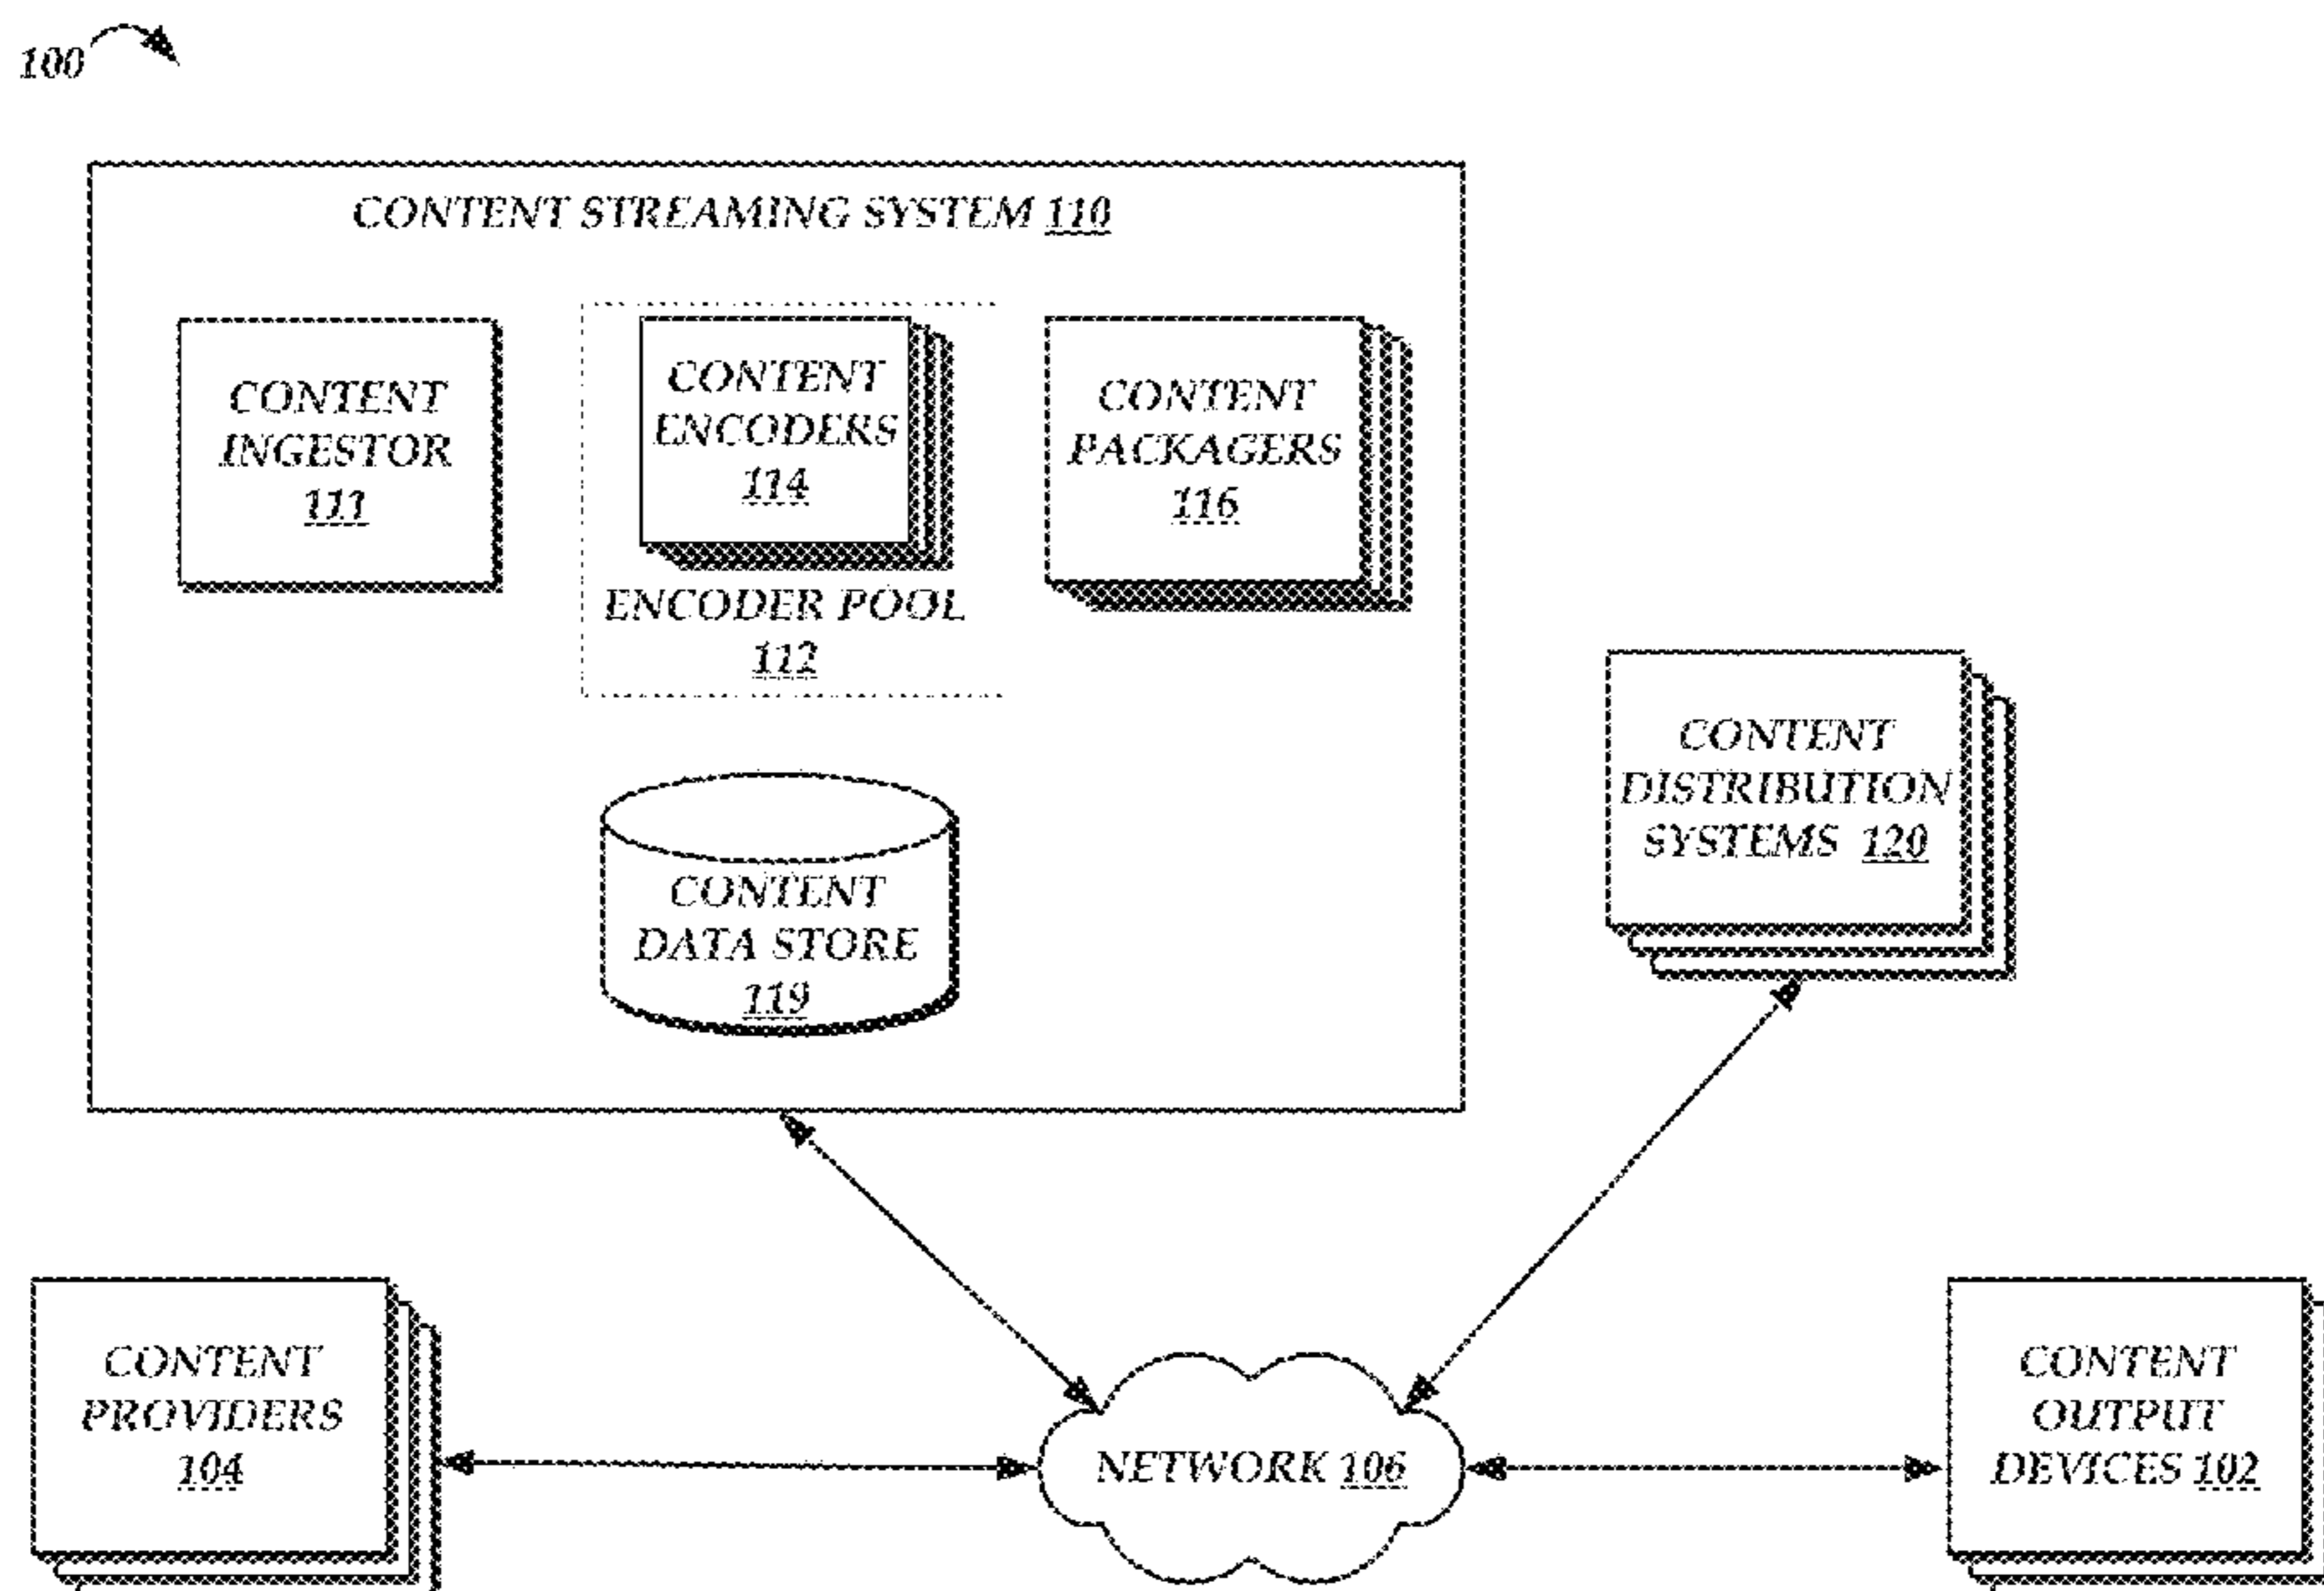 100
CONTENT STREAMING SYSTEM 110
CONTENT
INGESTOR
111
CONTENT
ENCODERS
114
ENCODER POOL
112
CONTENT
PACKAGERS
116
CONTENT
DATA STORE
119
CONTENT
DISTRIBUTION
SYSTEMS 120
CONTENT
PROVIDERS
104
NETWORK 106
CONTENT
OUTPUT
DEVICES 102